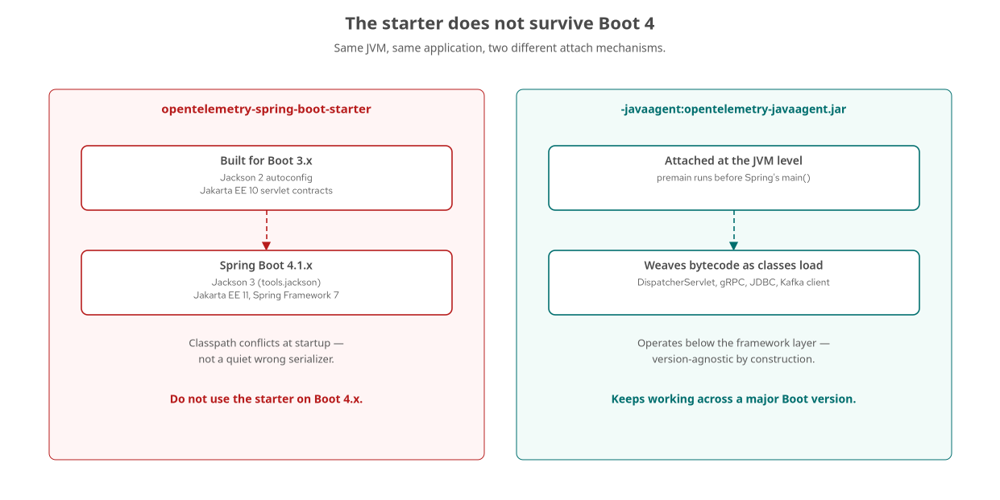 The starter does not survive Boot 4
Same JVM, same application, two different attach mechanisms.
opentelemetry-spring-boot-starter
Built for Boot 3.x
Jackson 2 autoconfig
Jakarta EE 10 servlet contracts
Spring Boot 4.1.x
Jackson 3 (tools.jackson)
Jakarta EE 11, Spring Framework 7
Classpath conflicts at startup —
not a quiet wrong serializer.
Do not use the starter on Boot 4.x.
-javaagent:opentelemetry-javaagent.jar
Attached at the JVM level
premain runs before Spring's main()
Weaves bytecode as classes load
DispatcherServlet, gRPC, JDBC, Kafka client
Operates below the framework layer —
version-agnostic by construction.
Keeps working across a major Boot version.